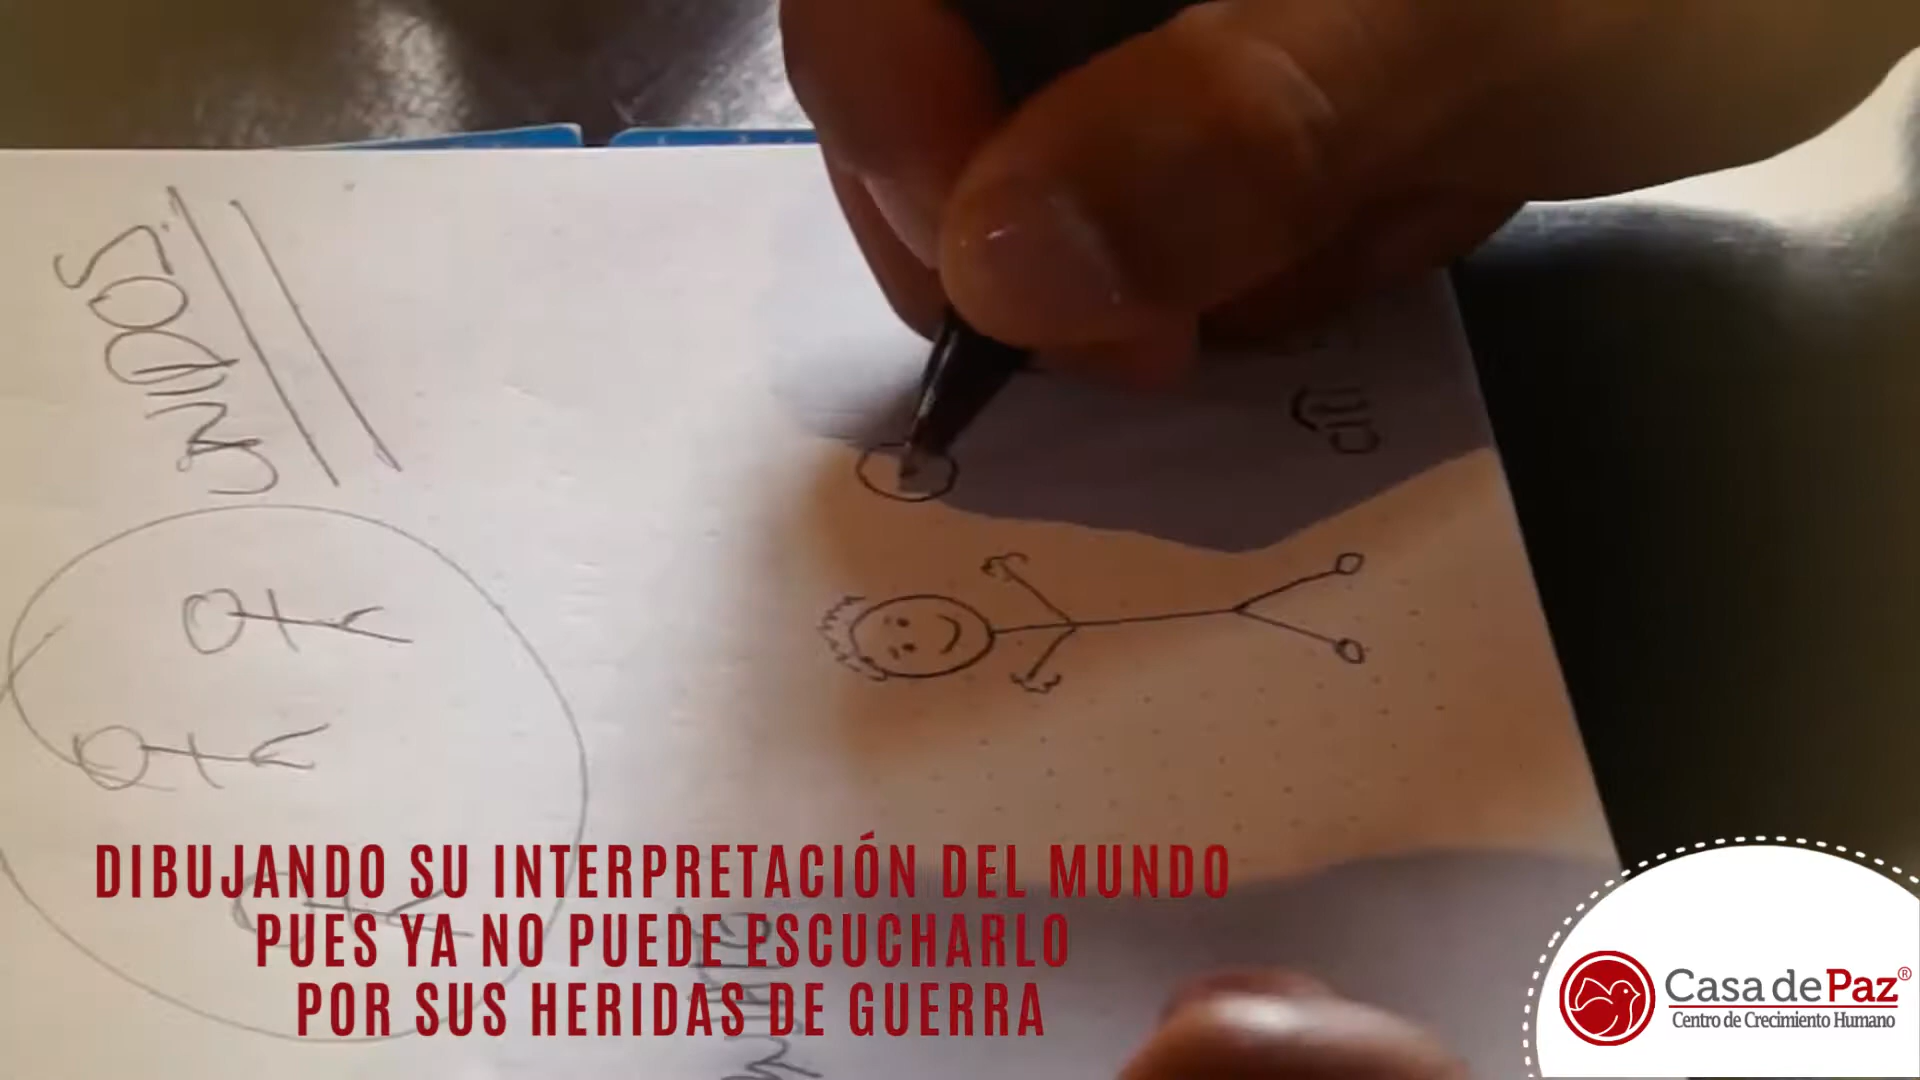 UNIDOS
DIBUJANDO SU INTERPRETACIÓN DEL MUNDO
PUES YA NO PUEDE ESCUCHARLO
POR SUS HERIDAS DE GUERRA
Casa de Paz®
Centro de Crecimiento Humano